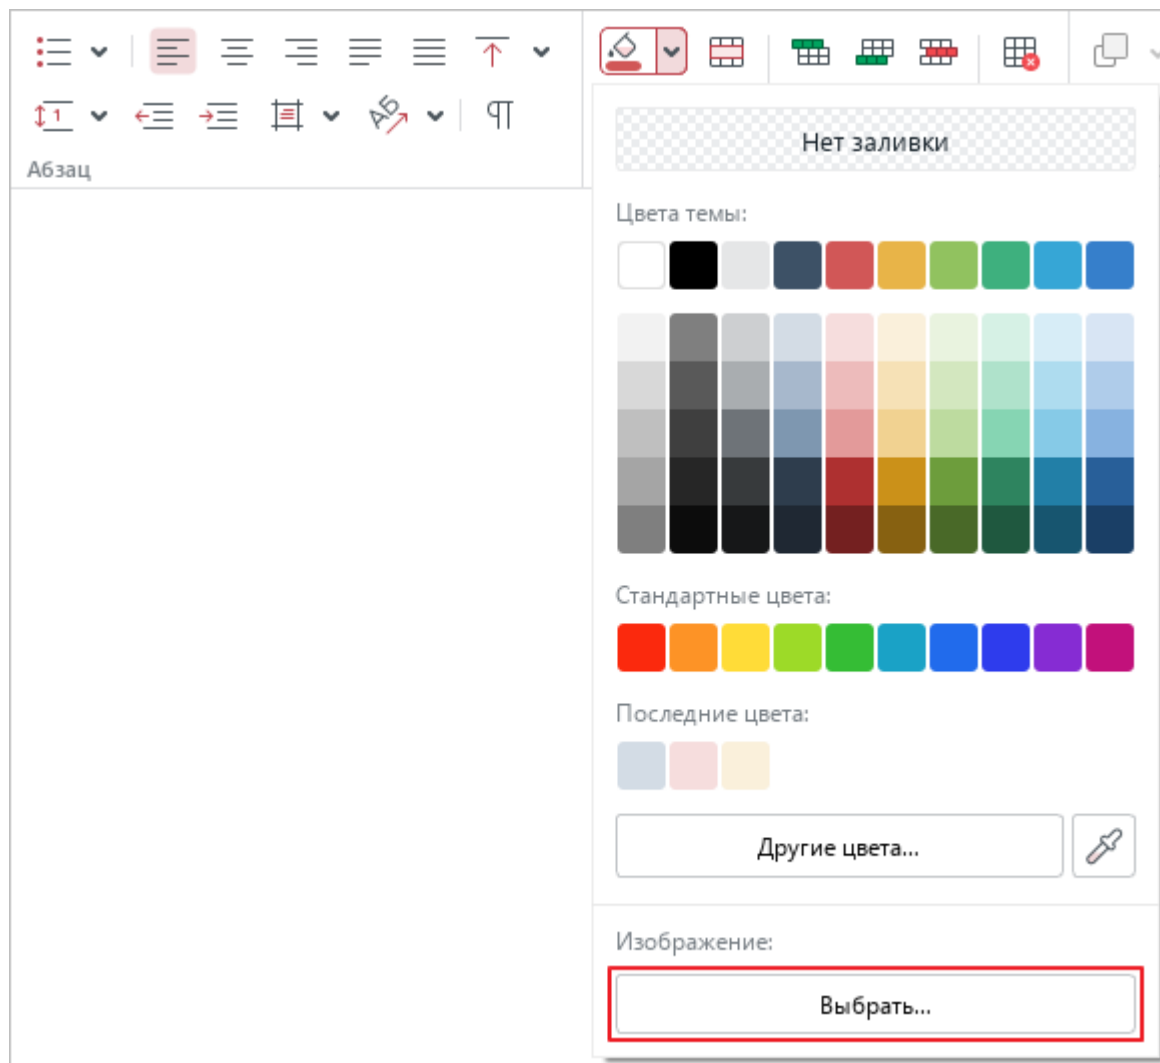 Абзац
Нет заливки
Цвета темы:
Стандартные цвета:
Последние цвета:
Другие цвета...
Изображение:
Выбрать...